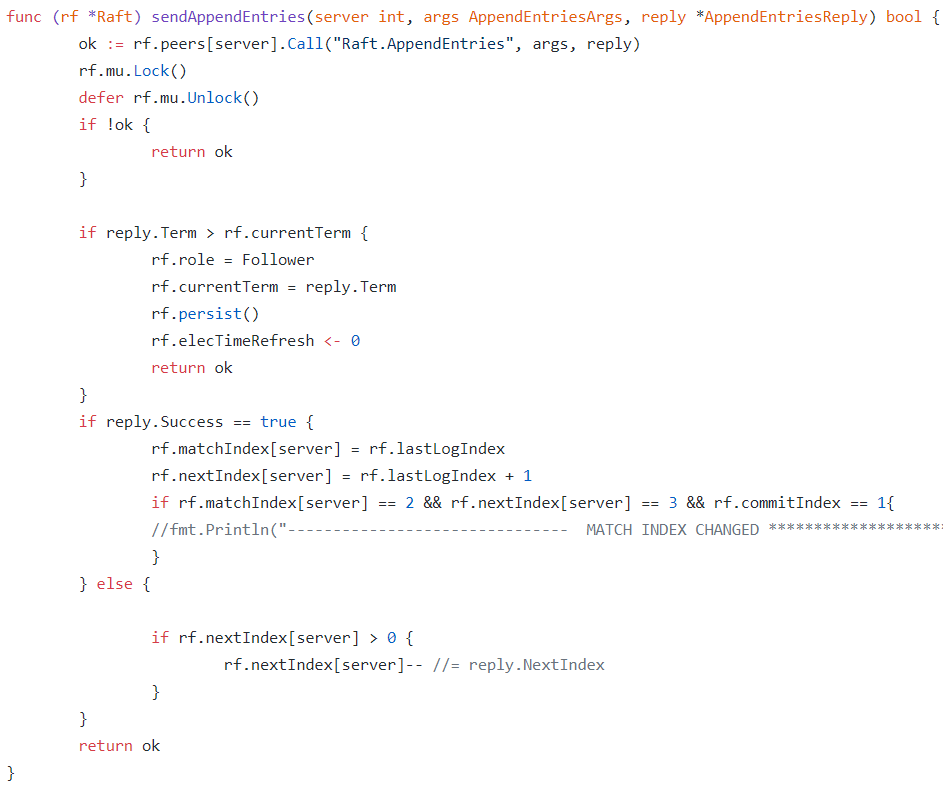 func (rf *Raft) sendAppendEntries(server int, args AppendEntriesArgs, reply *AppendEntriesReply) bool {
ok := rf.peers[server].Call("Raft.AppendEntries", args, reply)
rf.mu.Lock()
defer rf.mu.Unlock()
if !ok {
return ok
}
if reply.Term > rf.currentTerm {
rf.role = Follower
rf.currentTerm = reply.Term
rf.persist()
rf.elecTimeRefresh <- 0
return ok
}
if reply.Success == true {
rf.matchIndex[server] = rf.lastLogIndex
rf.nextIndex[server] = rf.lastLogIndex + 1
if rf.matchIndex[server] == 2 && rf.nextIndex[server] == 3 && rf.commitIndex == 1{
//fmt.Println("-------------------------------  MATCH INDEX CHANGED ********************
}
} else {
if rf.nextIndex[server] > 0 {
rf.nextIndex[server]-- //= reply.NextIndex
}
}
return ok
}